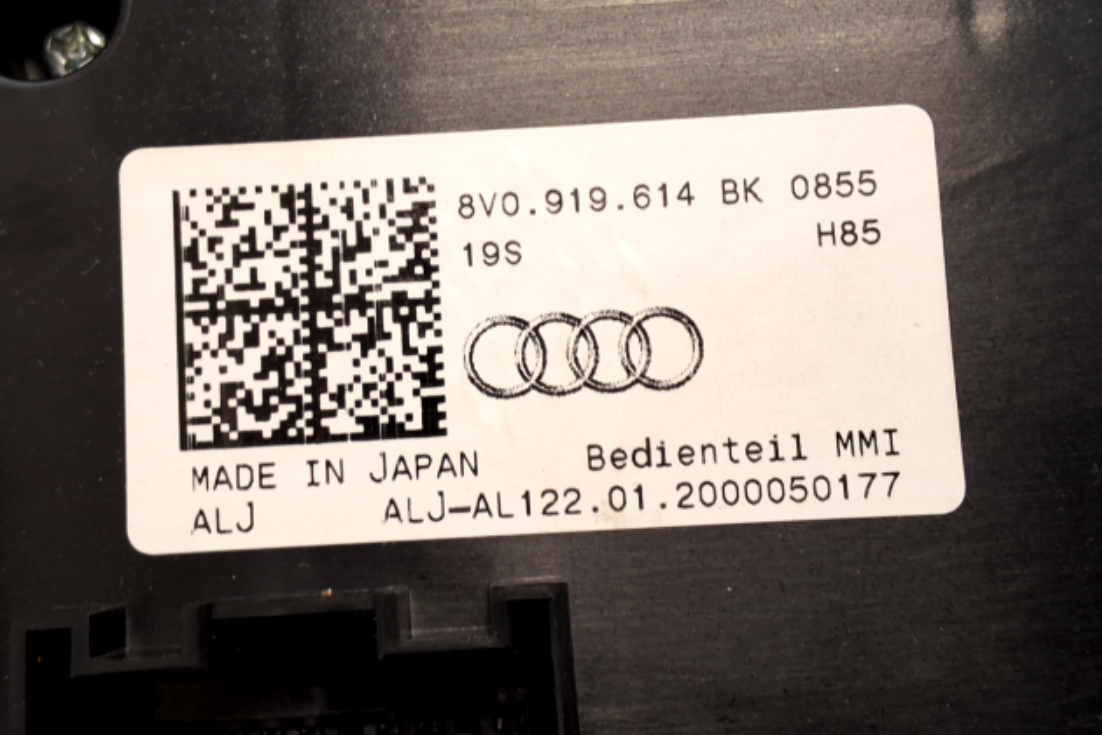 8V0.919.614 BK 0855
19S H85
MADE IN JAPAN Bedienteil MMI
ALJ ALJ-AL122.01.2000050177